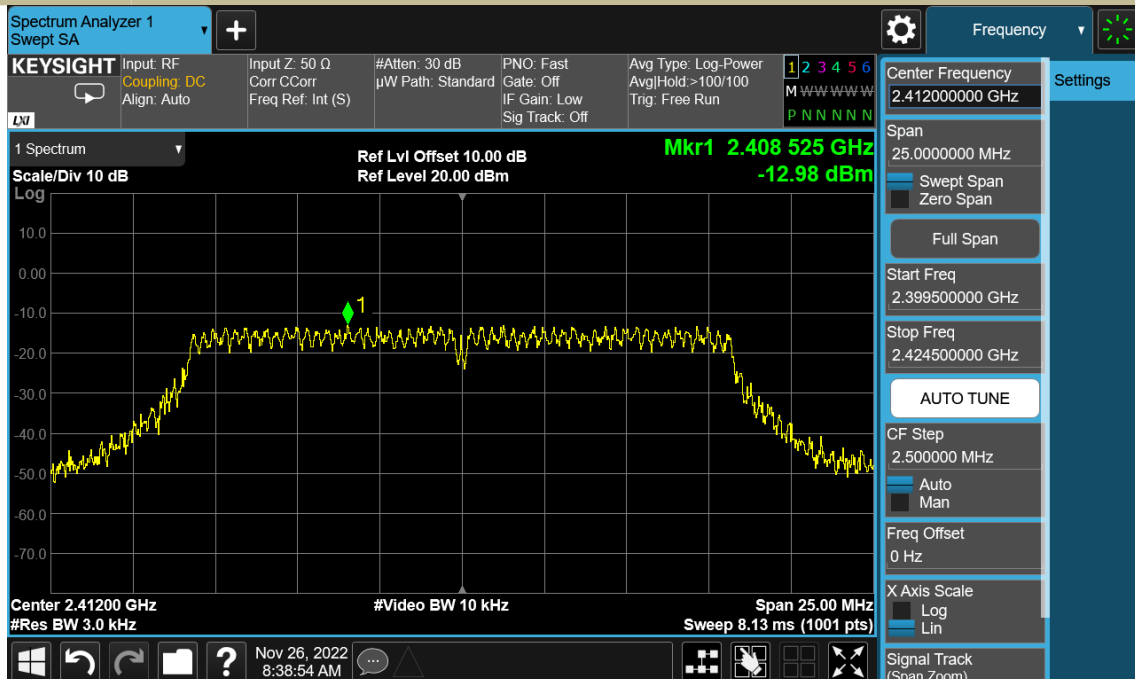 Spectrum Analyzer 1
Swept SA
Frequency
KEYSIGHT
LXI
Input: RF
Coupling: DC
Align: Auto
Input Z: 50 Ω
Corr CCorr
Freq Ref: Int (S)
#Atten: 30 dB
µW Path: Standard
PNO: Fast
Gate: Off
IF Gain: Low
Sig Track: Off
Avg Type: Log-Power
Avg|Hold:>100/100
Trig: Free Run
1 2 3 4 5 6
M W W W W W
P N N N N N
1 Spectrum
Scale/Div 10 dB
Log
Ref Lvl Offset 10.00 dB
Ref Level 20.00 dBm
Mkr1 2.408 525 GHz
-12.98 dBm
10.0
0.00
-10.0
-20.0
-30.0
-40.0
-50.0
-60.0
-70.0
1
Center 2.41200 GHz
#Res BW 3.0 kHz
#Video BW 10 kHz
Span 25.00 MHz
Sweep 8.13 ms (1001 pts)
?
Nov 26, 2022
8:38:54 AM
Center Frequency
2.412000000 GHz
Span
25.0000000 MHz
Swept Span
Zero Span
Full Span
Start Freq
2.399500000 GHz
Stop Freq
2.424500000 GHz
AUTO TUNE
CF Step
2.500000 MHz
Auto
Man
Freq Offset
0 Hz
X Axis Scale
Log
Lin
Signal Track
(Span Zoom)
Settings